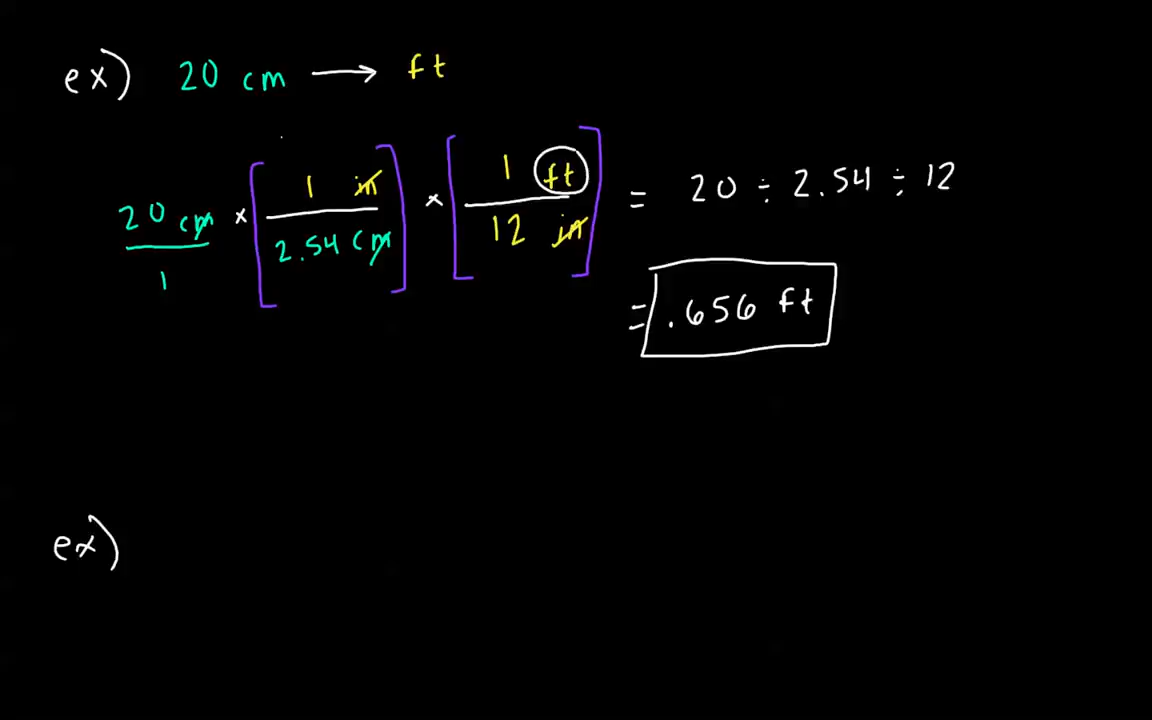 ex) 20 cm → ft
20 cm / 1 × [ 1 in / 2.54 cm ] × [ 1 ft / 12 in ] = 20 ÷ 2.54 ÷ 12
= .656 ft
ex)